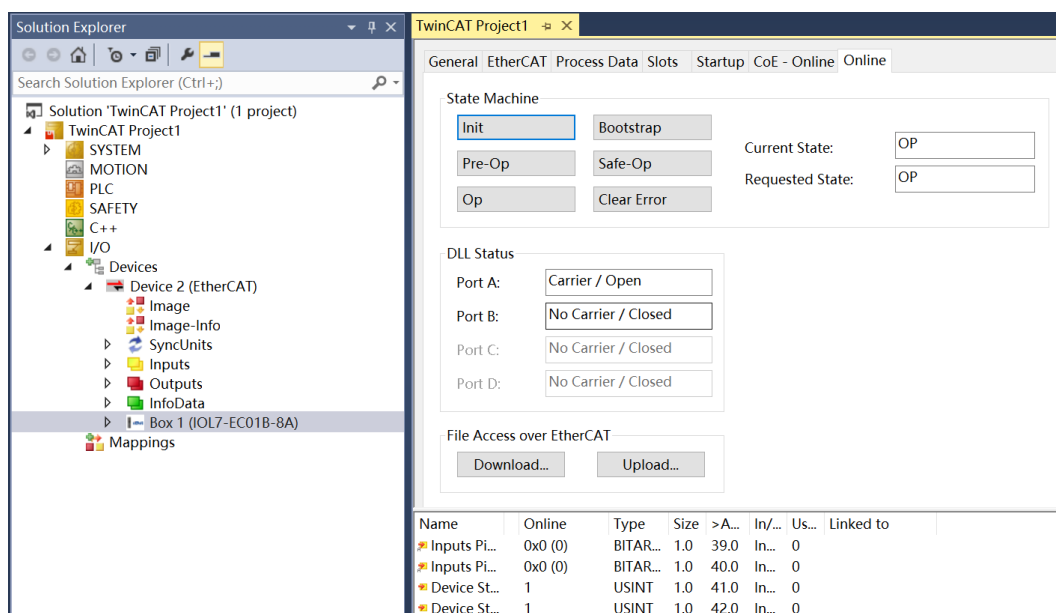 Solution Explorer
Search Solution Explorer (Ctrl+;)
Solution 'TwinCAT Project1' (1 project)
TwinCAT Project1
SYSTEM
MOTION
PLC
SAFETY
C++
I/O
Devices
Device 2 (EtherCAT)
Image
Image-Info
SyncUnits
Inputs
Outputs
InfoData
Box 1 (IOL7-EC01B-8A)
Mappings
TwinCAT Project1
General EtherCAT Process Data Slots Startup CoE - Online Online
State Machine
Init Bootstrap
Pre-Op Safe-Op
Op Clear Error
Current State: OP
Requested State: OP
DLL Status
Port A: Carrier / Open
Port B: No Carrier / Closed
Port C: No Carrier / Closed
Port D: No Carrier / Closed
File Access over EtherCAT
Download... Upload...
Name Online Type Size >A... In/... Us... Linked to
Inputs Pi... 0x0 (0) BITAR... 1.0 39.0 In... 0
Inputs Pi... 0x0 (0) BITAR... 1.0 40.0 In... 0
Device St... 1 USINT 1.0 41.0 In... 0
Device St... 1 USINT 1.0 42.0 In... 0